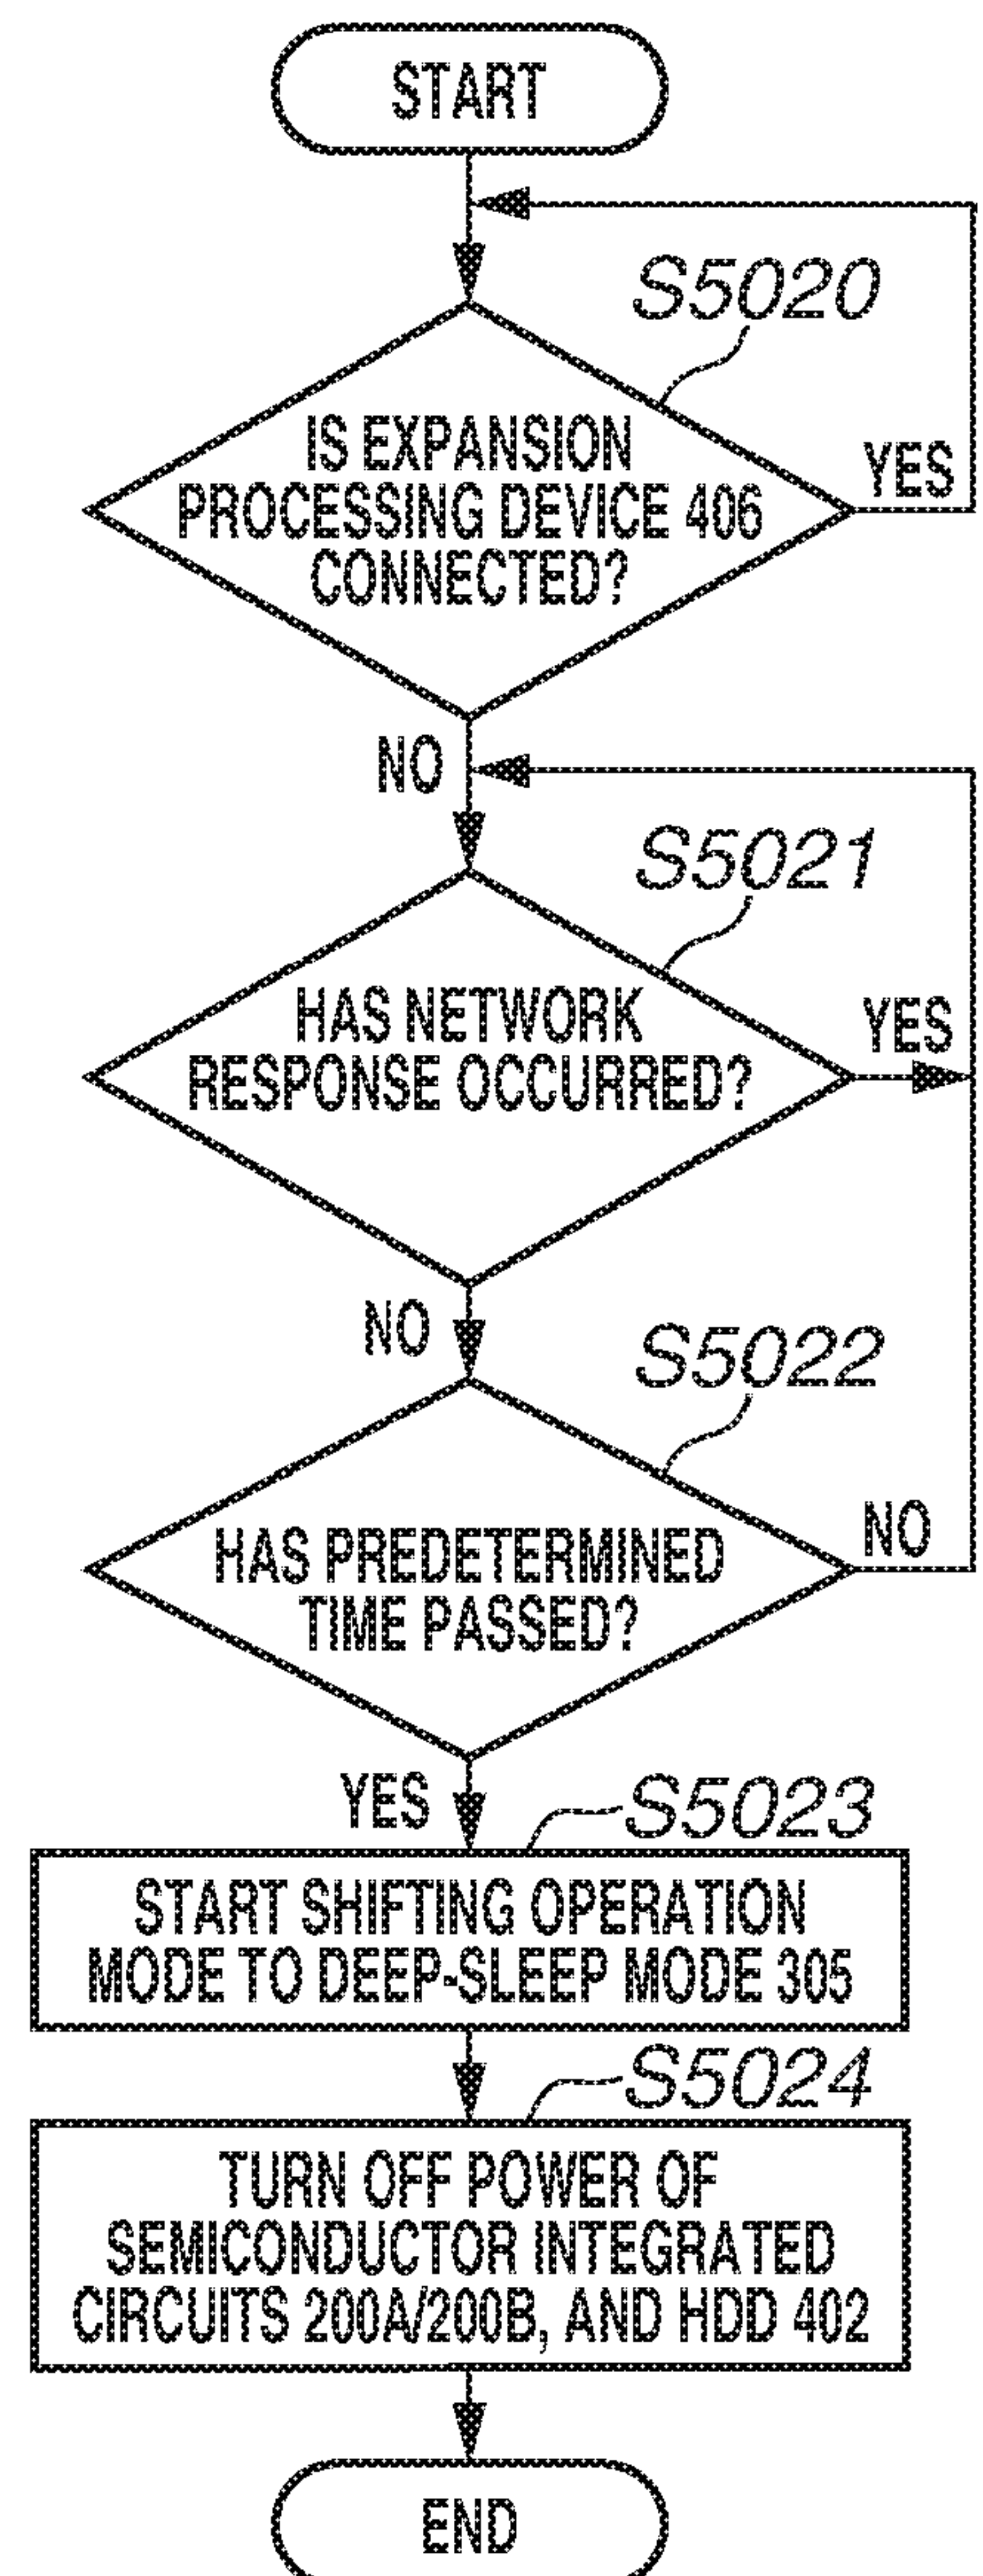 START
S5020
IS EXPANSION
PROCESSING DEVICE 406
CONNECTED?
YES
NO
S5021
HAS NETWORK
RESPONSE OCCURRED?
YES
NO
S5022
HAS PREDETERMINED
TIME PASSED?
NO
YES
S5023
START SHIFTING OPERATION
MODE TO DEEP-SLEEP MODE 305
S5024
TURN OFF POWER OF
SEMICONDUCTOR INTEGRATED
CIRCUITS 200A/200B, AND HDD 402
END